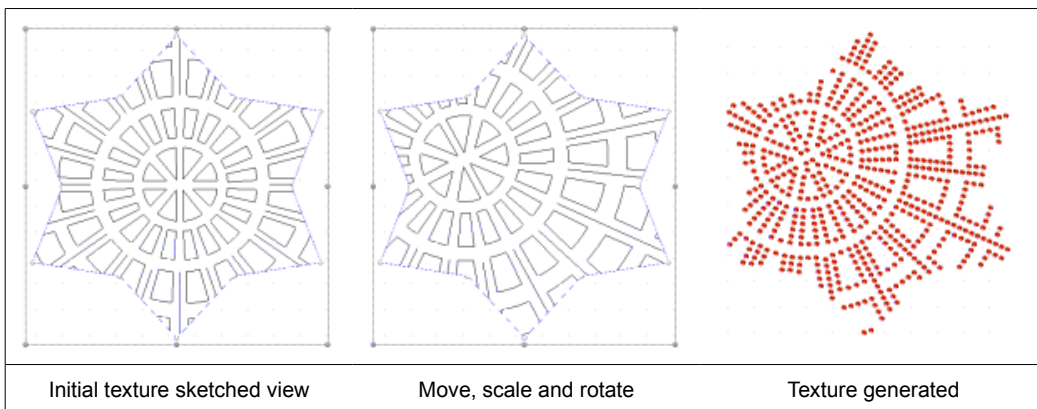 Initial texture sketched view
Move, scale and rotate
Texture generated